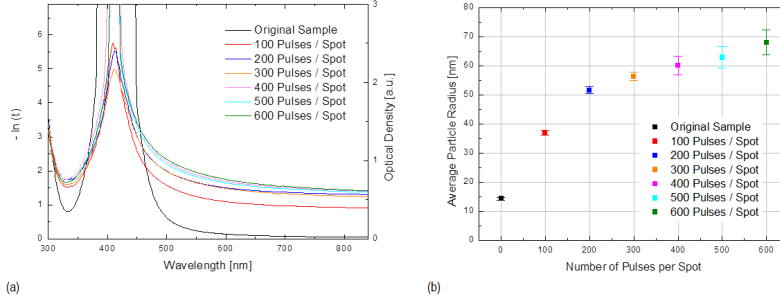 - ln (t)
6
5
4
3
2
1
0
300
400
500
600
700
800
Wavelength [nm]
3
2
1
0
Optical Density [a.u.]
Original Sample
100 Pulses / Spot
200 Pulses / Spot
300 Pulses / Spot
400 Pulses / Spot
500 Pulses / Spot
600 Pulses / Spot
(a)
Average Particle Radius [nm]
80
70
60
50
40
30
20
10
0
0
100
200
300
400
500
600
Number of Pulses per Spot
Original Sample
100 Pulses / Spot
200 Pulses / Spot
300 Pulses / Spot
400 Pulses / Spot
500 Pulses / Spot
600 Pulses / Spot
(b)